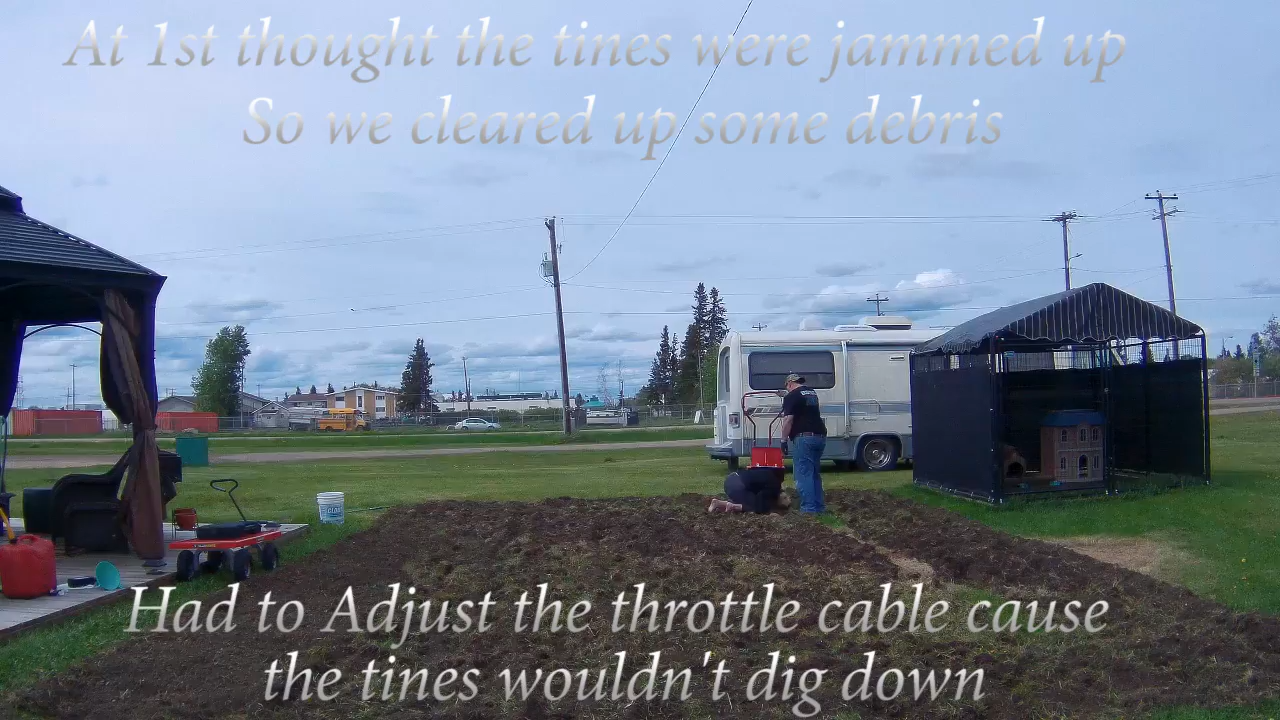 At 1st thought the tines were jammed up
So we cleared up some debris
Had to Adjust the throttle cable cause
the tines wouldn't dig down